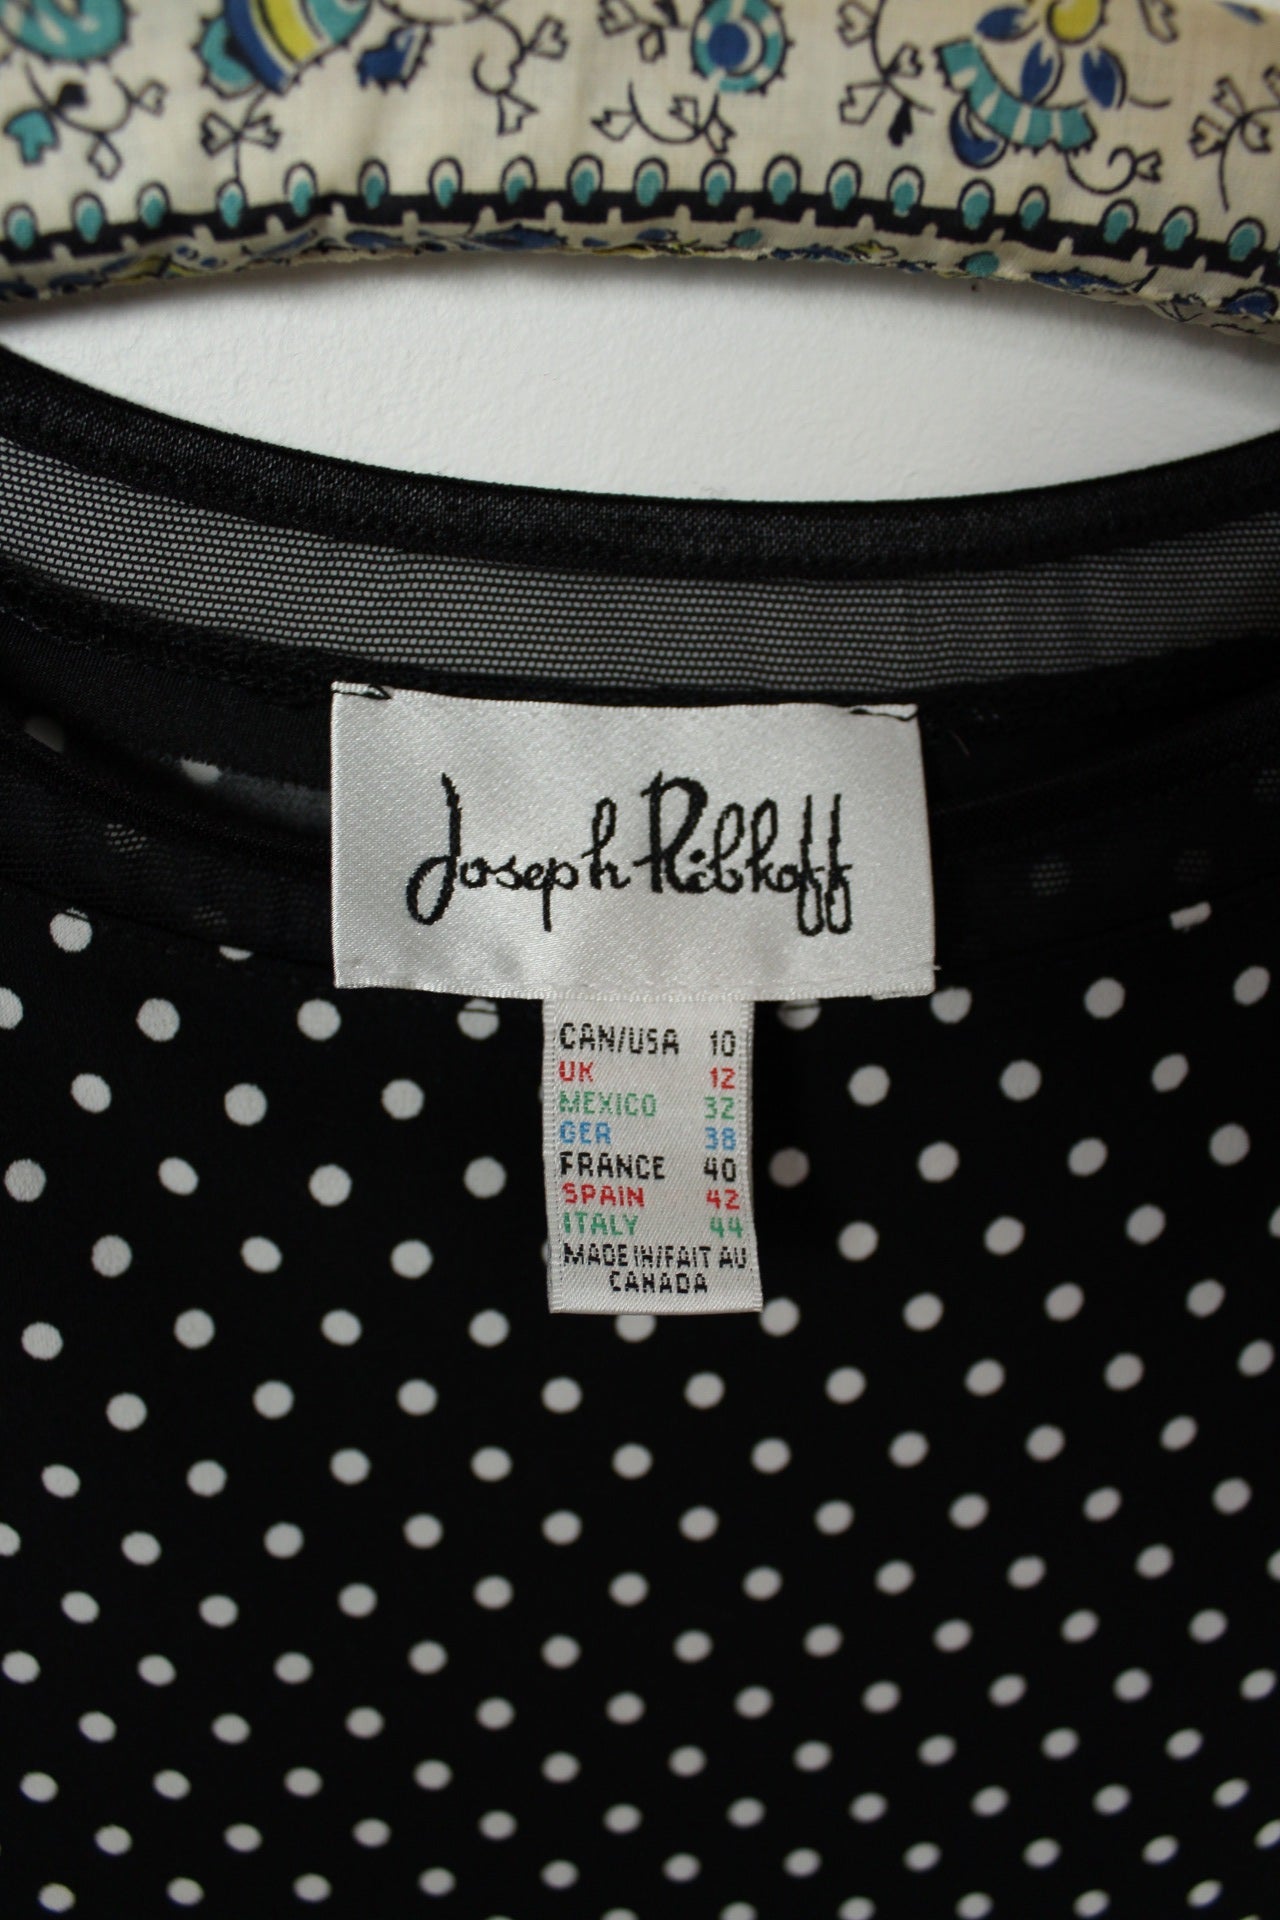 Joseph Ribkoff
CAN/USA 10
UK 12
MEXICO 32
GER 38
FRANCE 40
SPAIN 42
ITALY 44
MADE IN/FAIT AU
CANADA